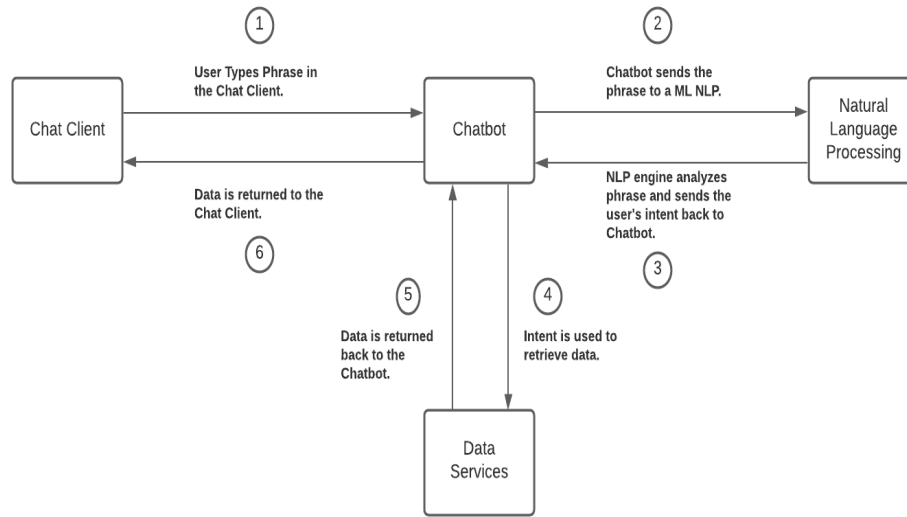 1
2
User Types Phrase in
the Chat Client.
Chatbot sends the
phrase to a ML NLP.
Chat Client
Chatbot
Natural
Language
Processing
Data is returned to the
Chat Client.
6
NLP engine analyzes
phrase and sends the
user's intent back to
Chatbot.
3
5
4
Data is returned
back to the
Chatbot.
Intent is used to
retrieve data.
Data
Services